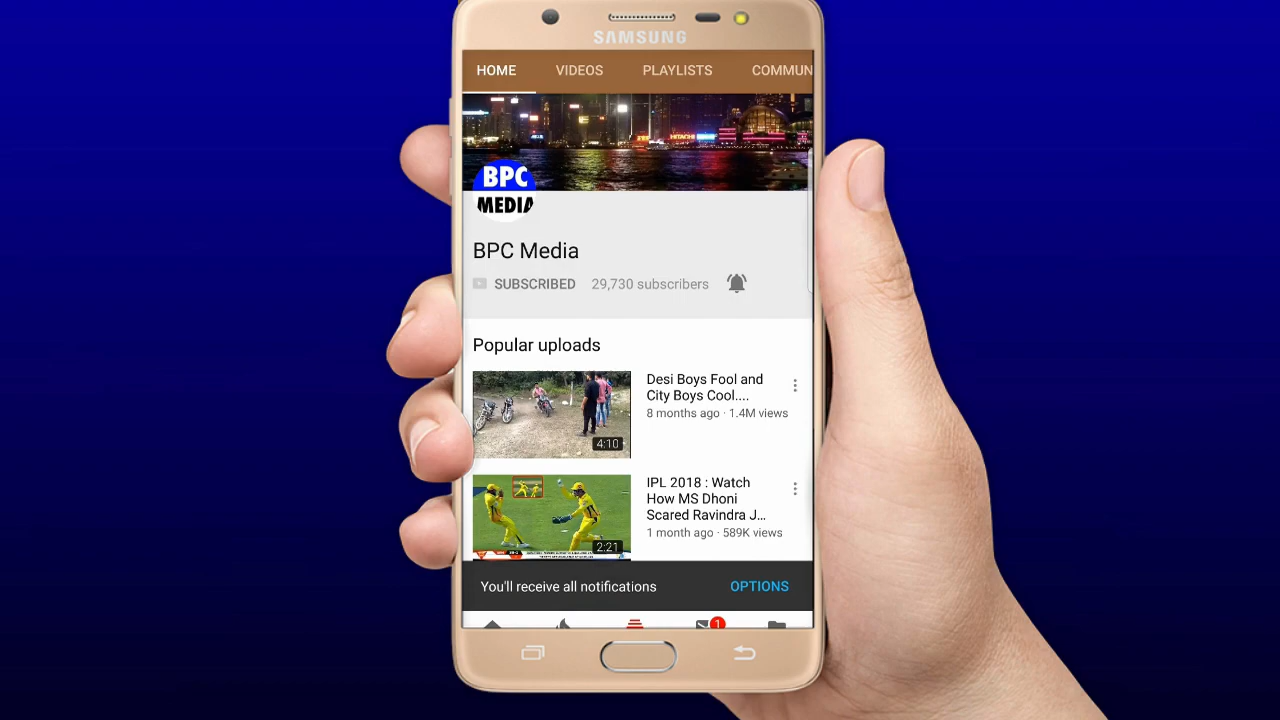 SAMSUNG
HOME VIDEOS PLAYLISTS COMMUN
HITACHI
BPC
MEDIA
BPC Media
SUBSCRIBED 29,730 subscribers
Popular uploads
Desi Boys Fool and
City Boys Cool....
8 months ago · 1.4M views
4:10
IPL 2018 : Watch
How MS Dhoni
Scared Ravindra J...
1 month ago · 589K views
2:21
You'll receive all notifications OPTIONS
1